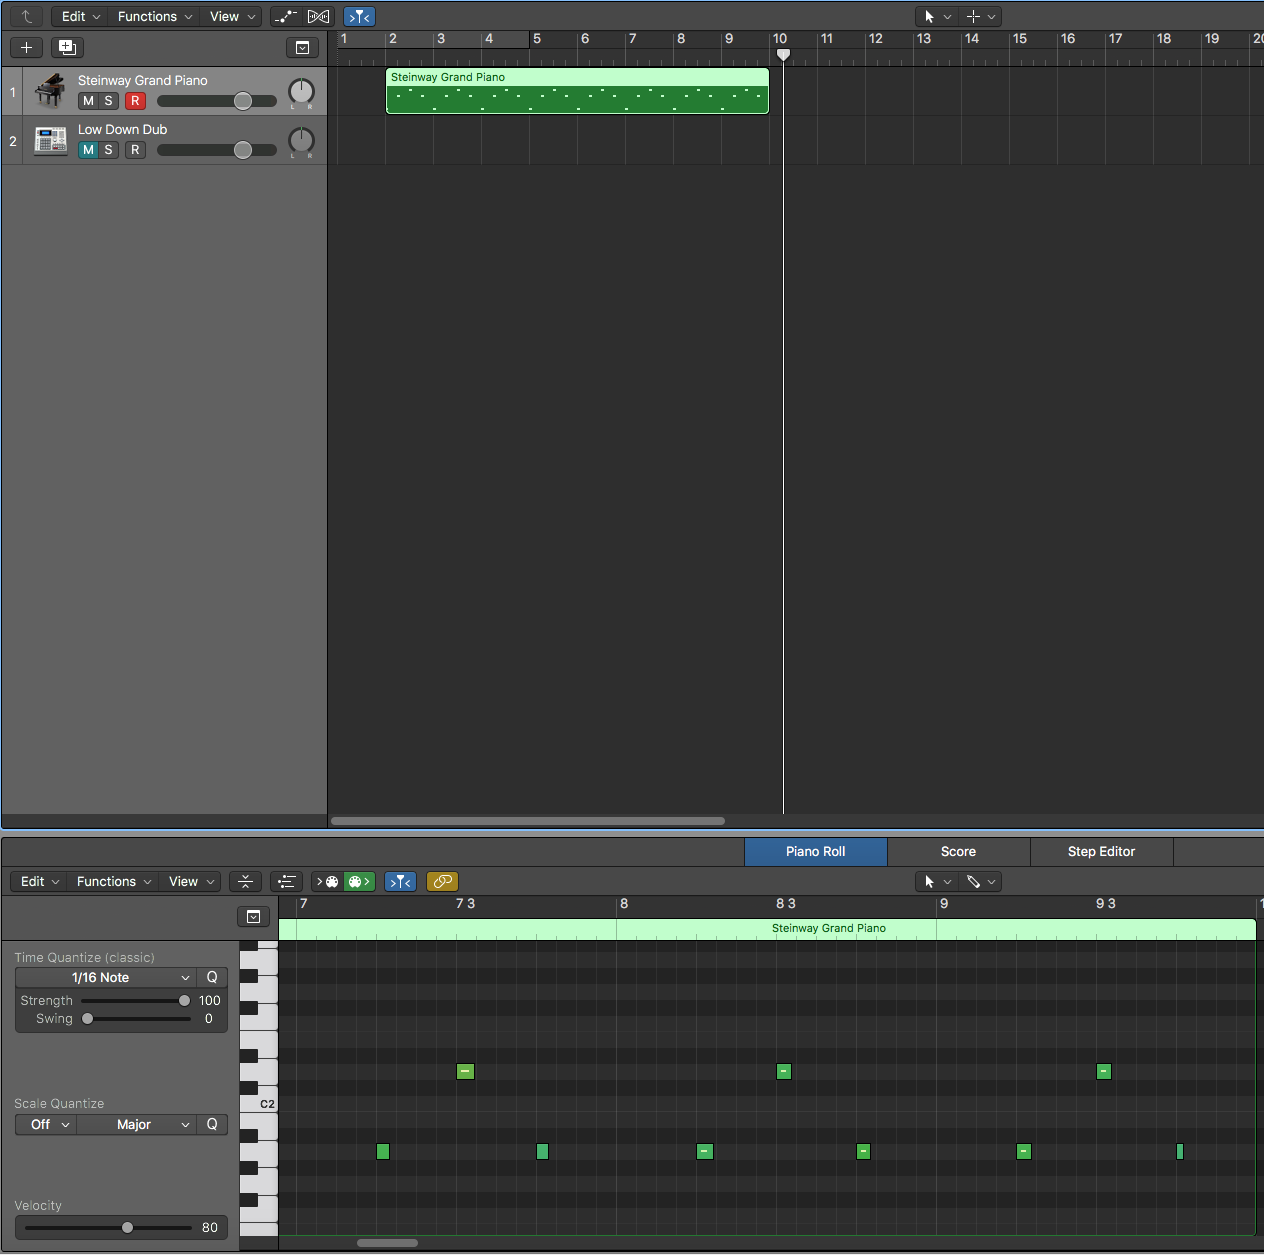 Edit Functions View
1 2 3 4 5 6 7 8 9 10 11 12 13 14 15 16 17 18 19 20
1 Steinway Grand Piano
M S R
L R
Steinway Grand Piano
2 Low Down Dub
M S R
L R
Piano Roll Score Step Editor
Edit Functions View
7 7 3 8 8 3 9 9 3 1
Steinway Grand Piano
Time Quantize (classic)
1/16 Note Q
Strength 100
Swing 0
Scale Quantize
C2
Off Major Q
Velocity
80